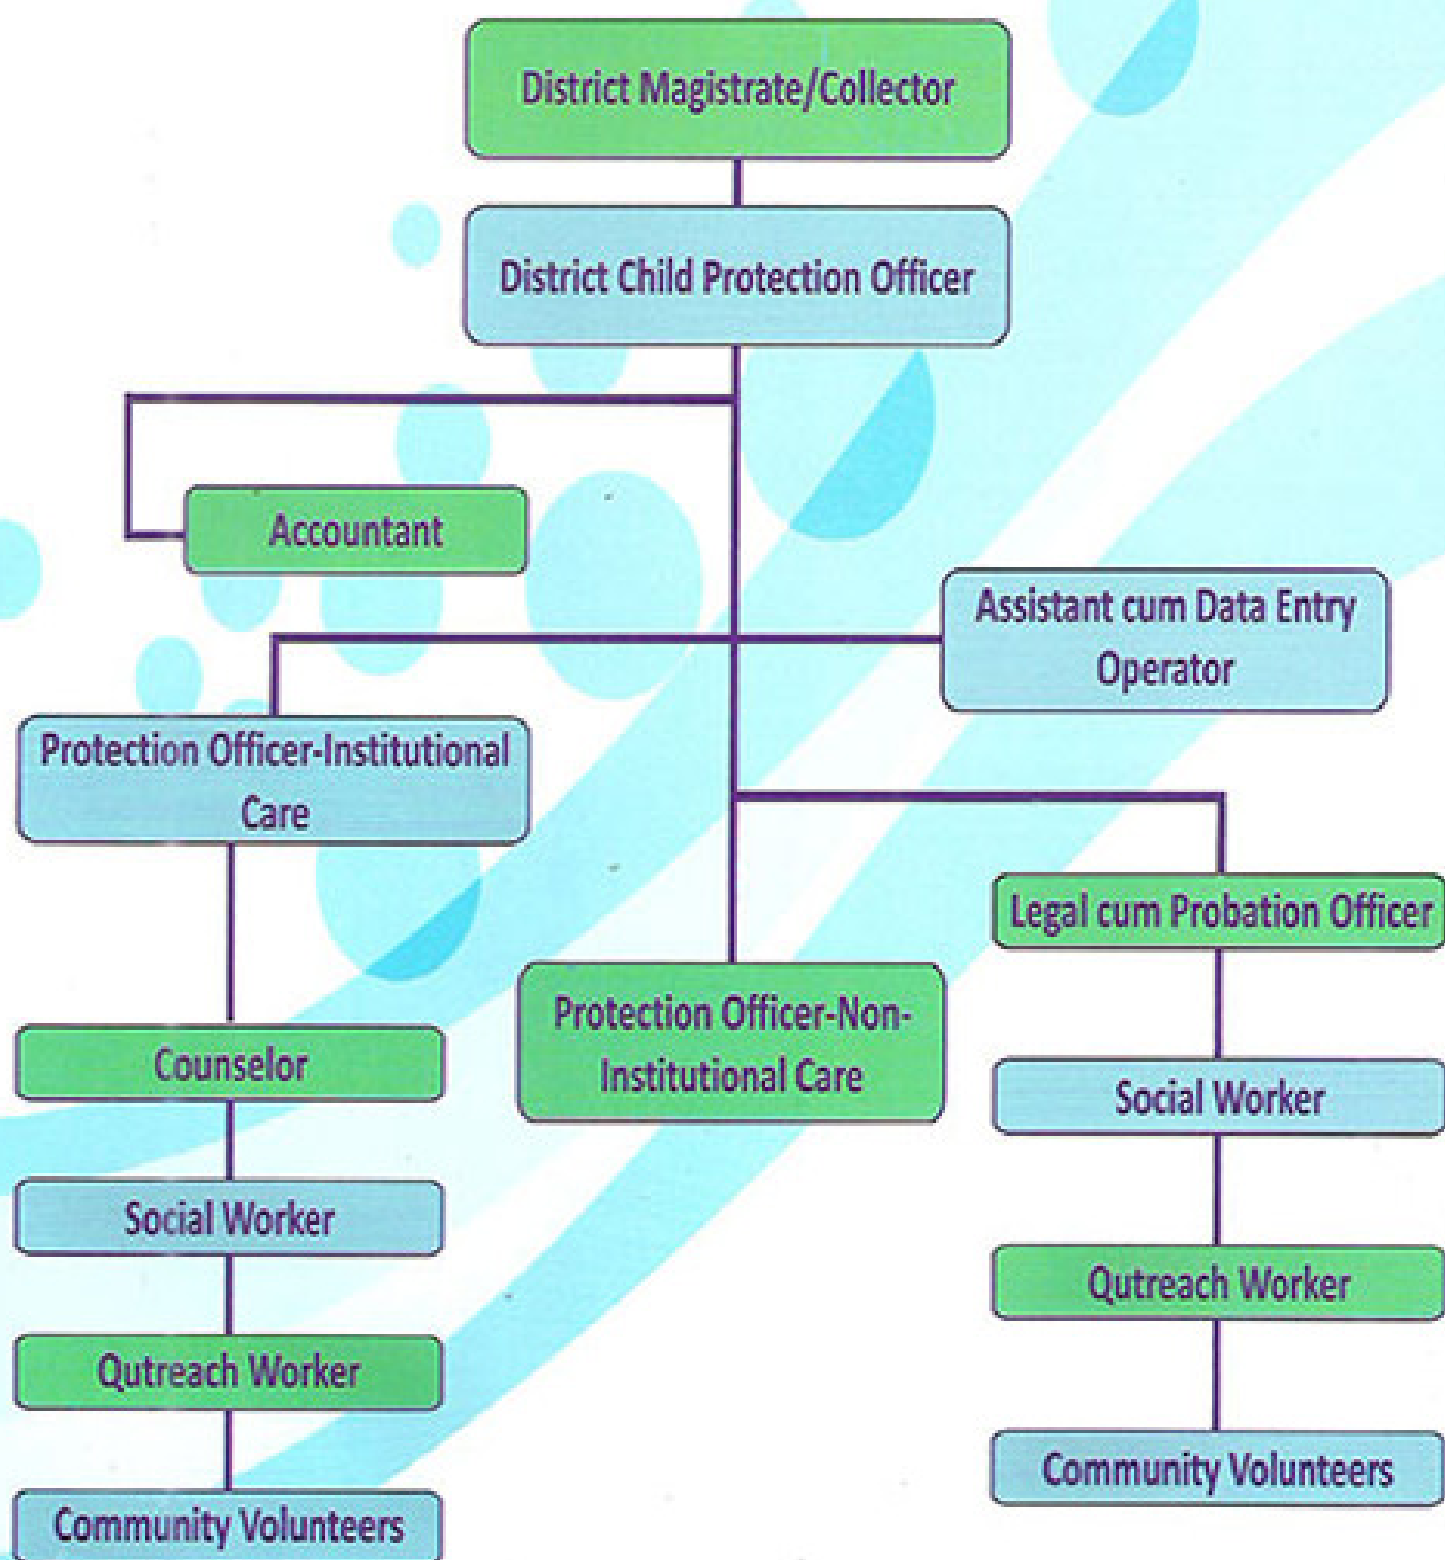 District Magistrate/Collector
District Child Protection Officer
Accountant
Assistant cum Data Entry
Operator
Protection Officer-Institutional
Care
Legal cum Probation Officer
Protection Officer-Non-
Institutional Care
Counselor
Social Worker
Social Worker
Qutreach Worker
Qutreach Worker
Community Volunteers
Community Volunteers